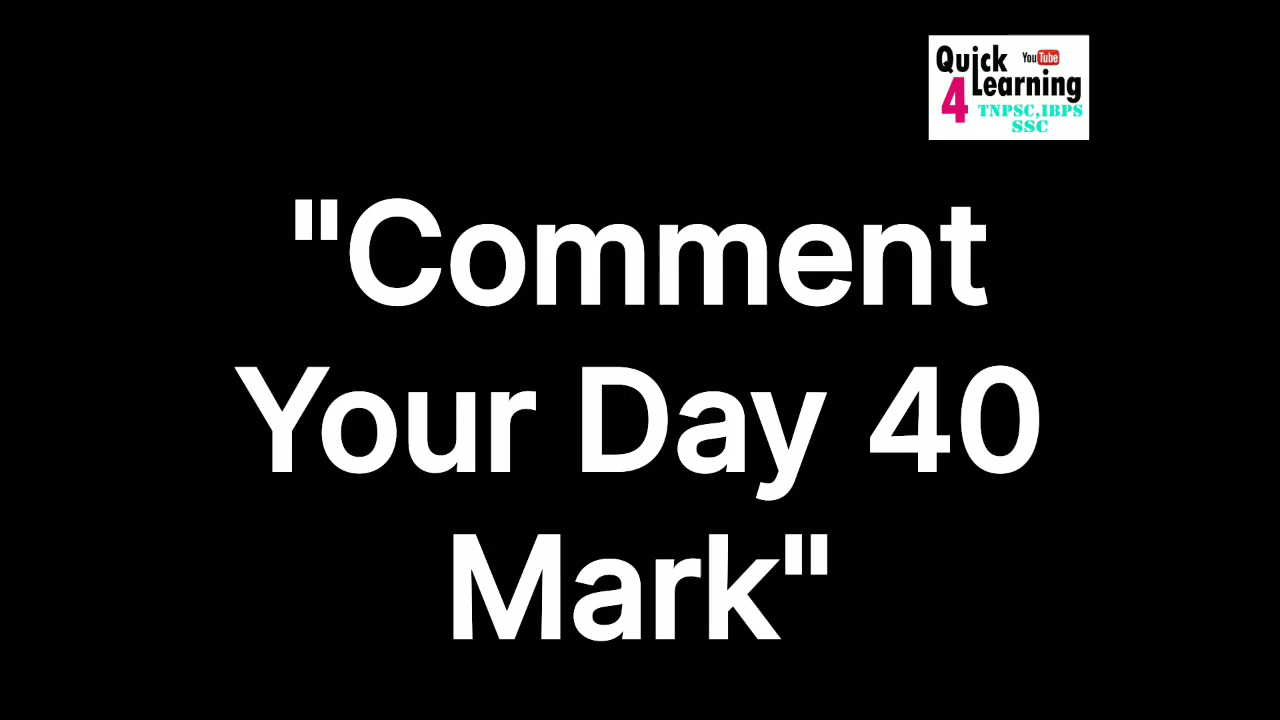 Quick YouTube
4 Learning
TNPSC,IBPS
SSC
"Comment
Your Day 40
Mark"